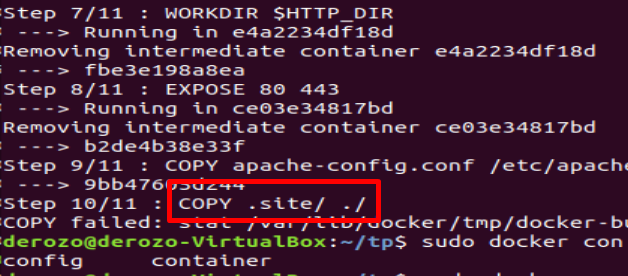 Step 7/11 : WORKDIR $HTTP_DIR
---> Running in e4a2234df18d
Removing intermediate container e4a2234df18d
---> fbe3e198a8ea
Step 8/11 : EXPOSE 80 443
---> Running in ce03e34817bd
Removing intermediate container ce03e34817bd
---> b2de4b38e33f
Step 9/11 : COPY apache-config.conf /etc/apache
---> 9bb47603d244
Step 10/11 : COPY .site/ ./
COPY failed: stat /var/lib/docker/tmp/docker-bu
derozo@derozo-VirtualBox:~/tp$ sudo docker con
config container